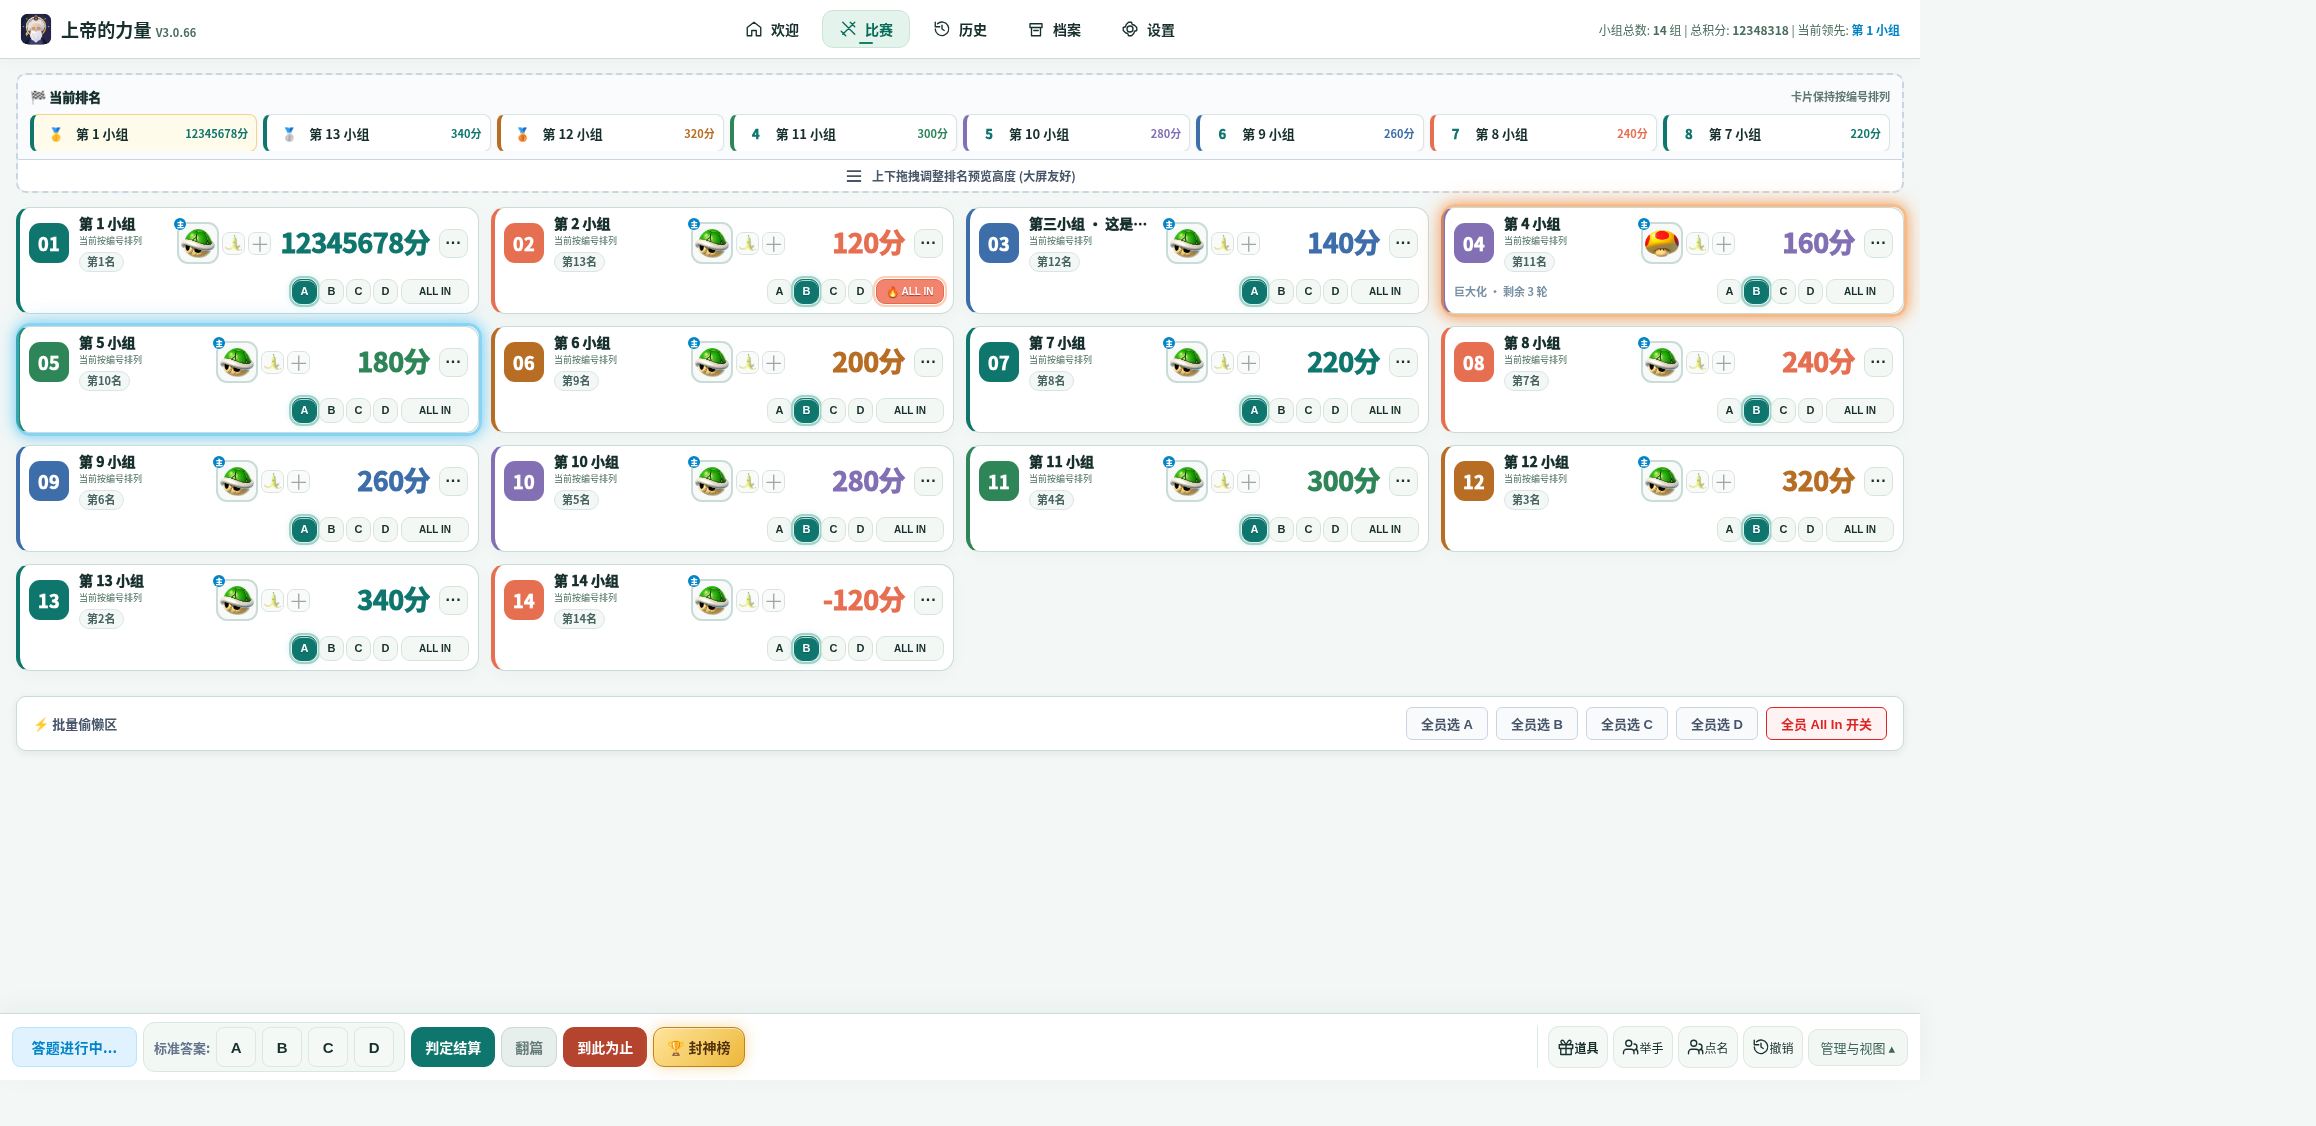 上帝的力量 V3.0.66
欢迎
比赛
历史
档案
设置
小组总数: 14 组 | 总积分: 12348318 | 当前领先: 第 1 小组
🏁 当前排名
卡片保持按编号排列
🥇 第 1 小组 12345678分
🥈 第 13 小组 340分
🥉 第 12 小组 320分
4 第 11 小组 300分
5 第 10 小组 280分
6 第 9 小组 260分
7 第 8 小组 240分
8 第 7 小组 220分
上下拖拽调整排名预览高度 (大屏友好)
01 第 1 小组 主 12345678分 ···
当前按编号排列
第1名
A B C D ALL IN
02 第 2 小组 主 120分 ···
当前按编号排列
第13名
A B C D 🔥 ALL IN
03 第三小组 · 这是··· 主 140分 ···
当前按编号排列
第12名
A B C D ALL IN
04 第 4 小组 主 160分 ···
当前按编号排列
第11名
巨大化 · 剩余 3 轮 A B C D ALL IN
05 第 5 小组 主 180分 ···
当前按编号排列
第10名
A B C D ALL IN
06 第 6 小组 主 200分 ···
当前按编号排列
第9名
A B C D ALL IN
07 第 7 小组 主 220分 ···
当前按编号排列
第8名
A B C D ALL IN
08 第 8 小组 主 240分 ···
当前按编号排列
第7名
A B C D ALL IN
09 第 9 小组 主 260分 ···
当前按编号排列
第6名
A B C D ALL IN
10 第 10 小组 主 280分 ···
当前按编号排列
第5名
A B C D ALL IN
11 第 11 小组 主 300分 ···
当前按编号排列
第4名
A B C D ALL IN
12 第 12 小组 主 320分 ···
当前按编号排列
第3名
A B C D ALL IN
13 第 13 小组 主 340分 ···
当前按编号排列
第2名
A B C D ALL IN
14 第 14 小组 主 -120分 ···
当前按编号排列
第14名
A B C D ALL IN
⚡ 批量偷懒区
全员选 A
全员选 B
全员选 C
全员选 D
全员 All In 开关
答题进行中...
标准答案: A B C D
判定结算
翻篇
到此为止
🏆 封神榜
道具
举手
点名
撤销
管理与视图 ▴